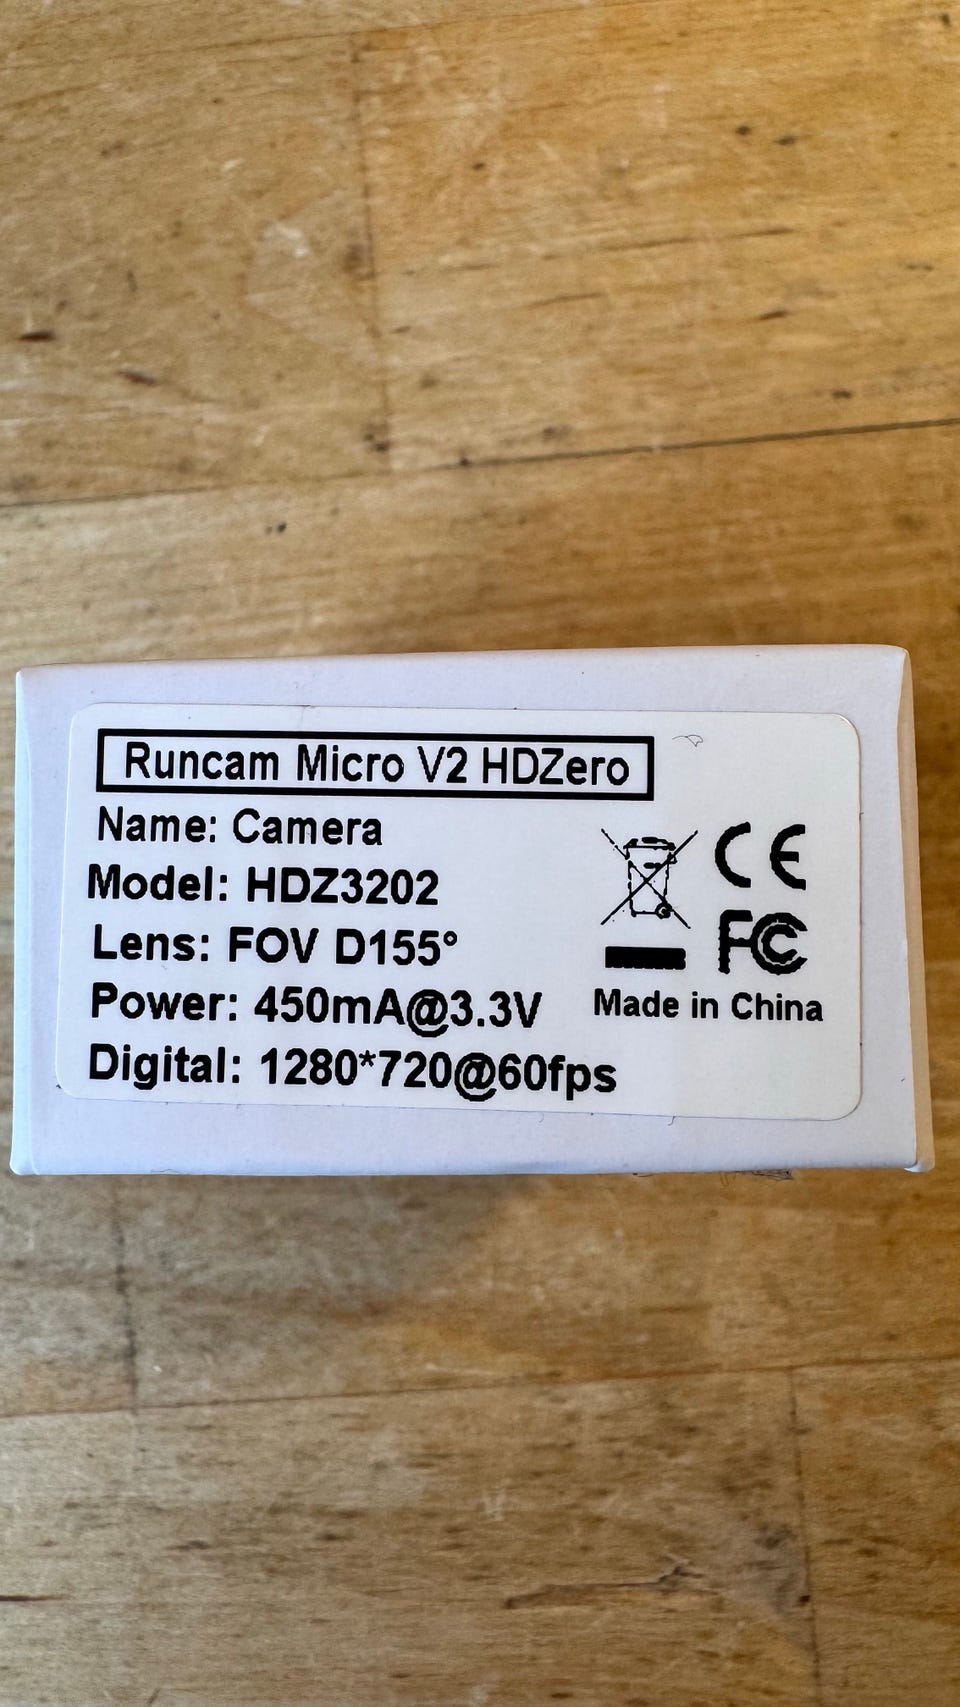 Runcam Micro V2 HDZero
Name: Camera
Model: HDZ3202
Lens: FOV D155°
Power: 450mA@3.3V
Digital: 1280*720@60fps
CE
FC
Made in China